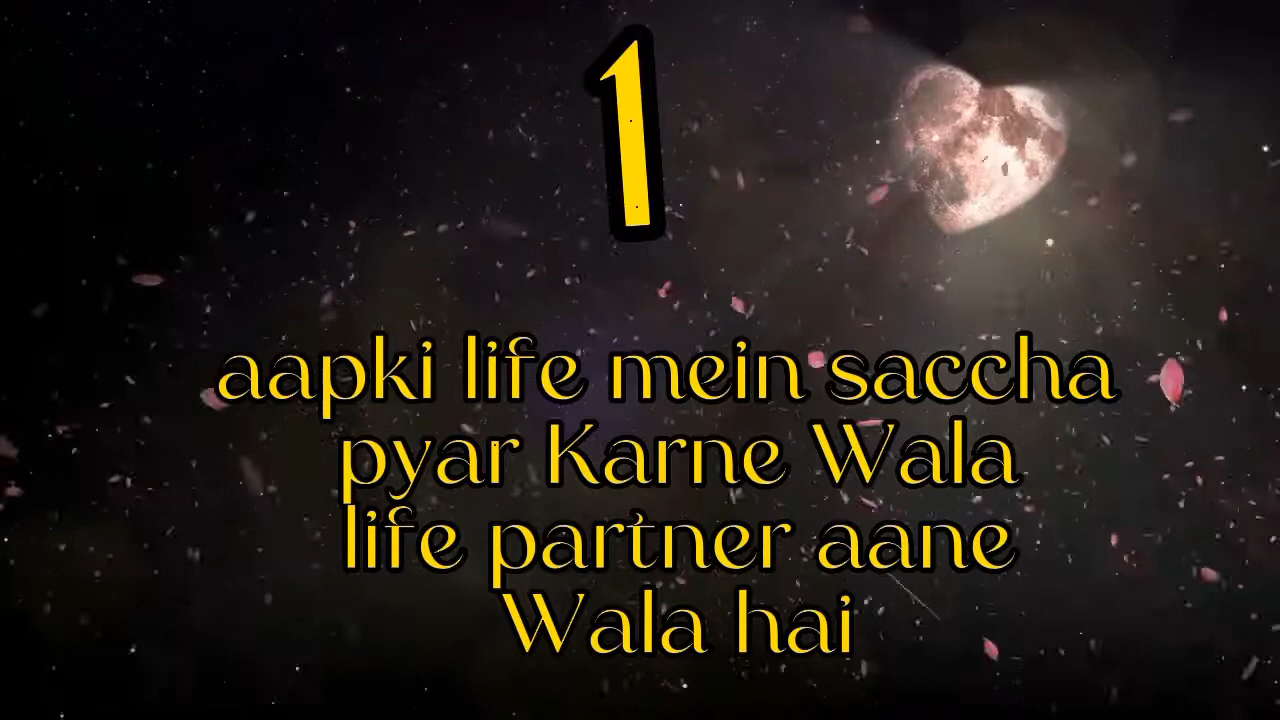 1
aapki life mein saccha
pyar Karne Wala
life partner aane
Wala hai